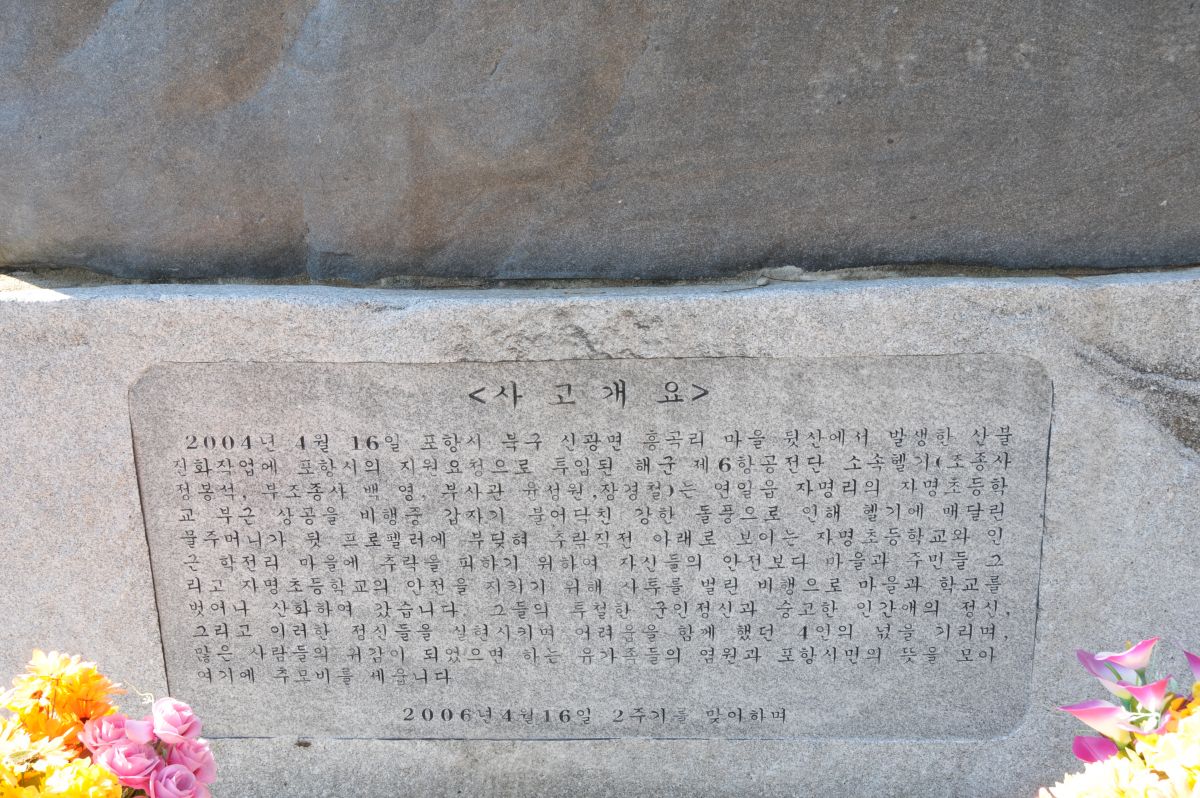 <사고개요>
2004년 4월 16일 포항시 북구 신광면 흥곡리 마을 뒷산에서 발생한 산불
진화작업에 포항시의 지원요청으로 투입된 해군 제6항공전단 소속헬기(조종사
정봉석, 부조종사 백 영, 부사관 윤성원,장경철)는 연일읍 자명리의 자명초등학
교 부근 상공을 비행중 갑자기 불어닥친 강한 돌풍으로 인해 헬기에 매달린
물주머니가 뒷 프로펠러에 부딪혀 추락직전 아래로 보이는 자명초등학교와 인
근 학전리 마을에 추락을 피하기 위하여 자신들의 안전보다 마을과 주민들 그
리고 자명초등학교의 안전을 지키기 위해 사투를 벌린 비행으로 마을과 학교를
벗어나 산화하여 갔습니다. 그들의 투철한 군인정신과 숭고한 인간애의 정신,
그리고 이러한 정신들을 실현시키며 어려움을 함께 했던 4인의 넋을 기리며,
많은 사람들의 귀감이 되었으면 하는 유가족들의 염원과 포항시민의 뜻을 모아
여기에 추모비를 세웁니다
2006년4월16일 2주기를 맞이하며